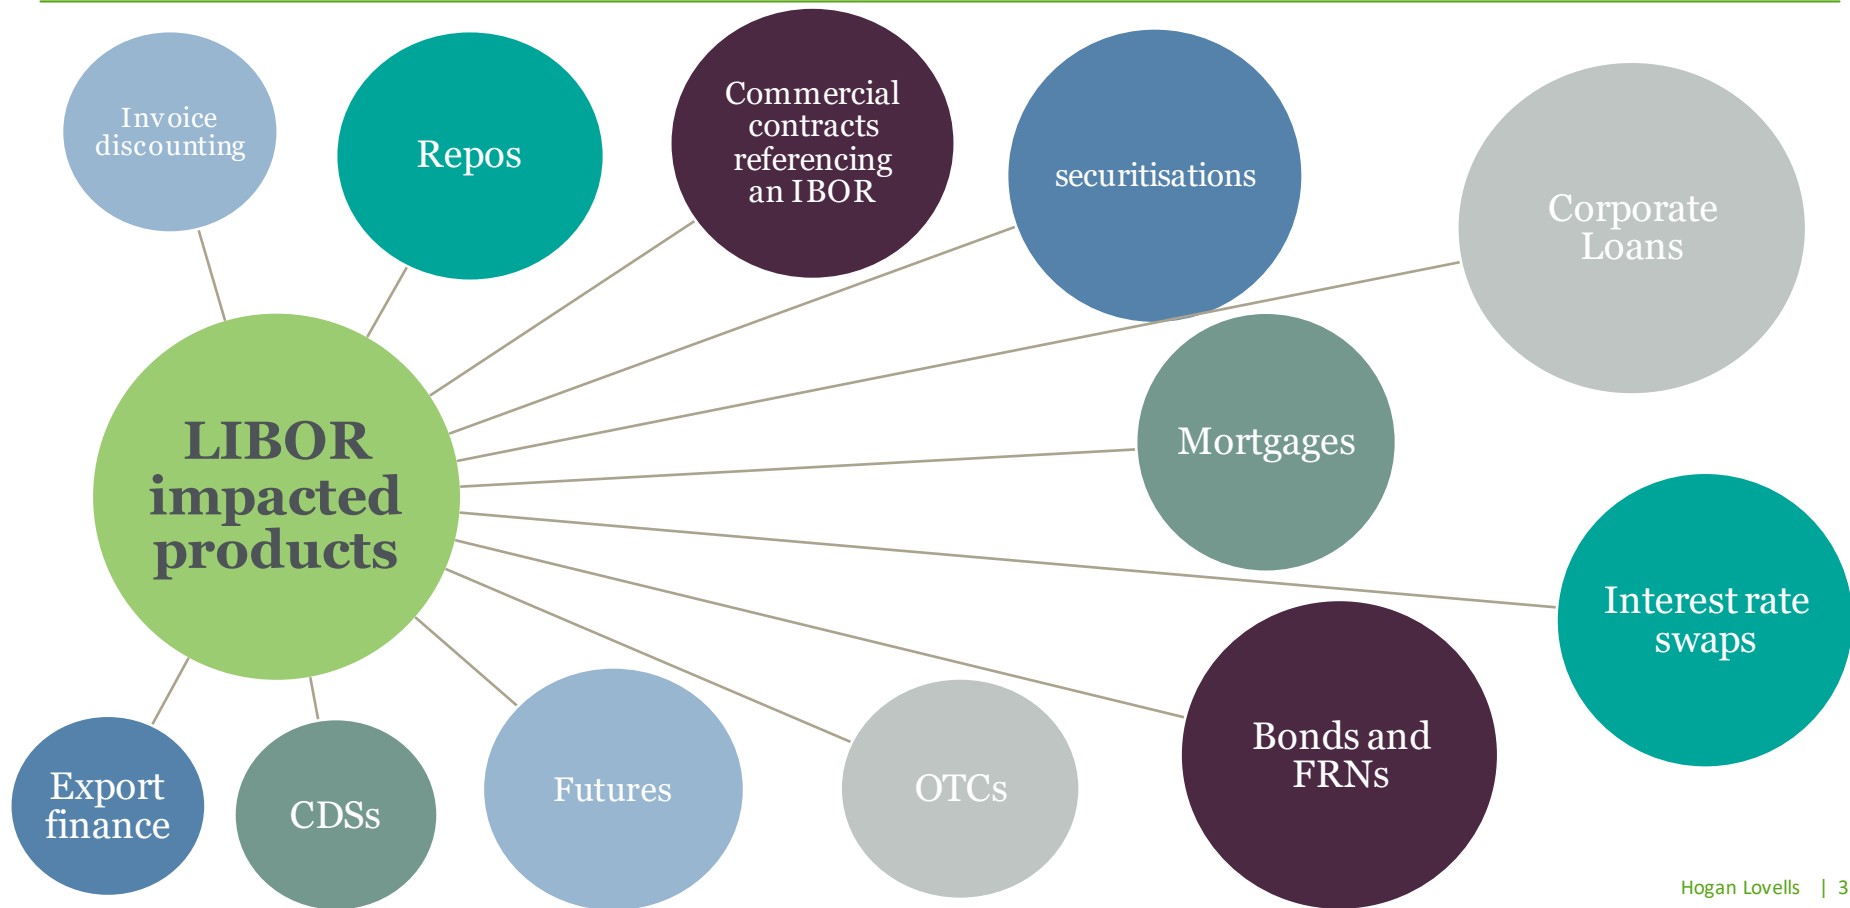 Invoice
discounting
Repos
Commercial
contracts
referencing
an IBOR
securitisations
Corporate
Loans
LIBOR
impacted
products
Mortgages
Interest rate
swaps
Export
finance
CDSs
Futures
OTCs
Bonds and
FRNs
Hogan Lovells | 3